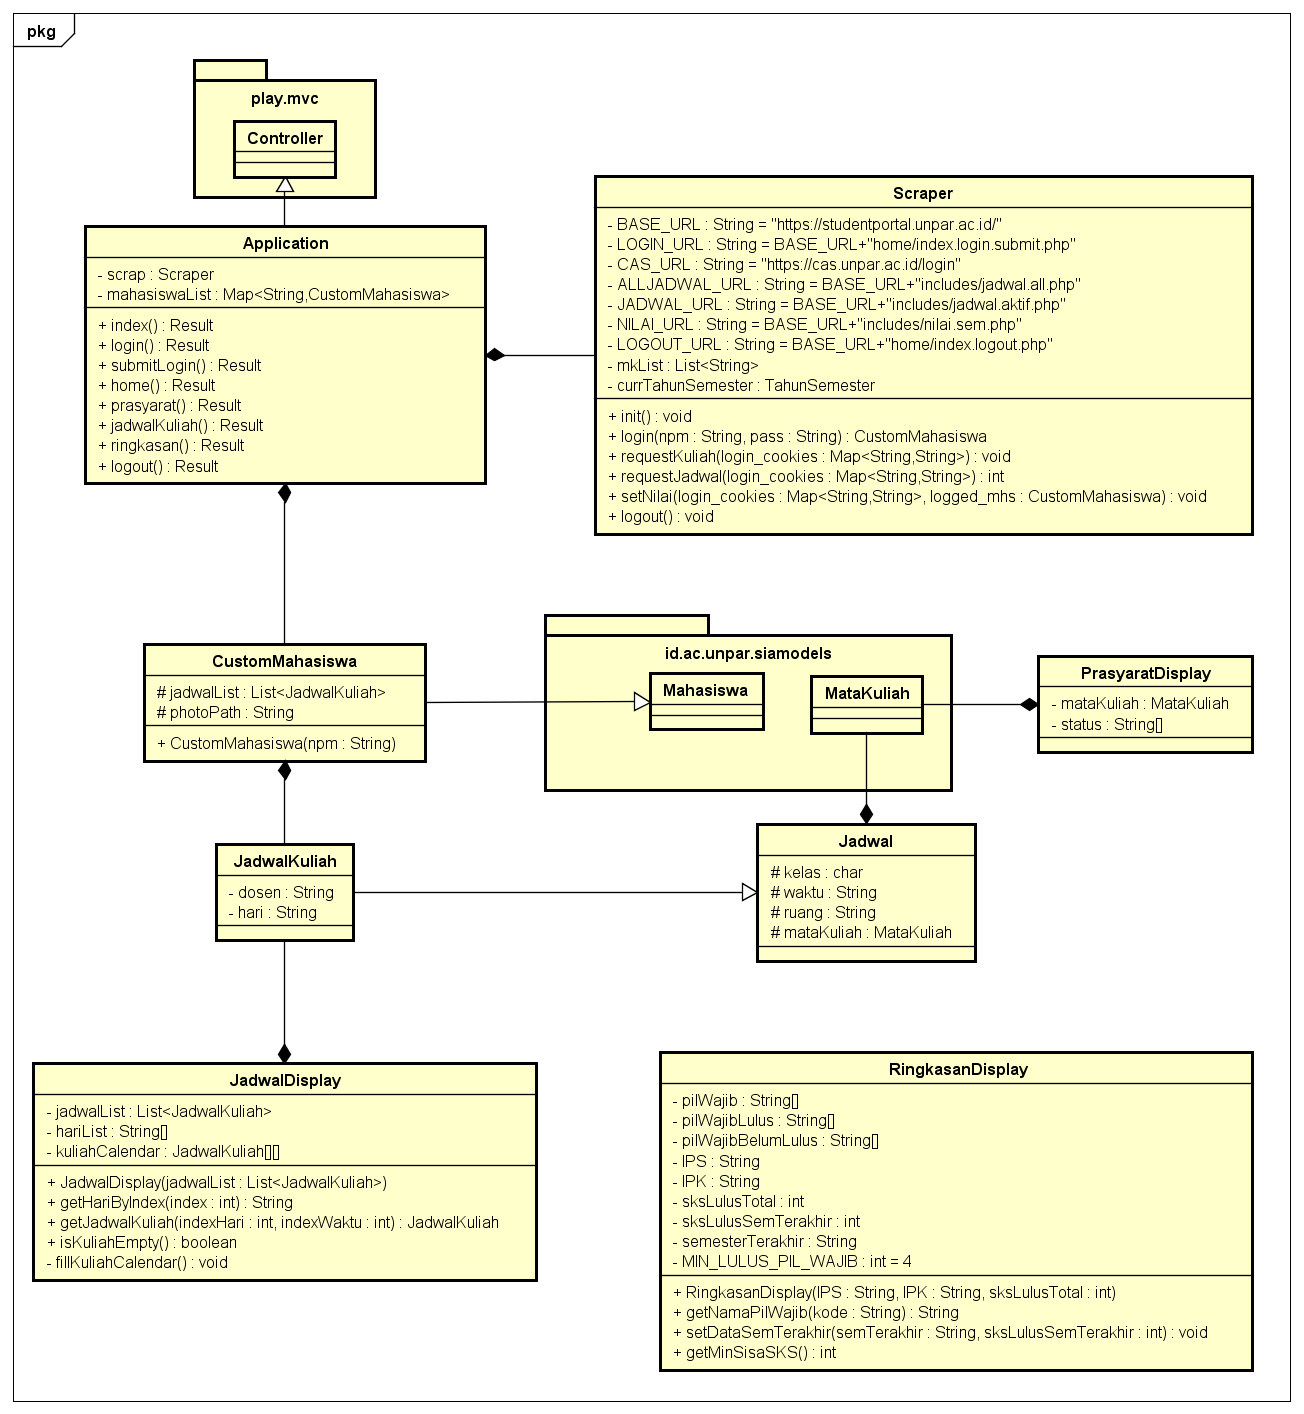 pkg
play.mvc
Controller
Application
- scrap : Scraper
- mahasiswaList : Map<String,CustomMahasiswa>
+ index() : Result
+ login() : Result
+ submitLogin() : Result
+ home() : Result
+ prasyarat() : Result
+ jadwalKuliah() : Result
+ ringkasan() : Result
+ logout() : Result
Scraper
- BASE_URL : String = "https://studentportal.unpar.ac.id/"
- LOGIN_URL : String = BASE_URL+"home/index.login.submit.php"
- CAS_URL : String = "https://cas.unpar.ac.id/login"
- ALLJADWAL_URL : String = BASE_URL+"includes/jadwal.all.php"
- JADWAL_URL : String = BASE_URL+"includes/jadwal.aktif.php"
- NILAI_URL : String = BASE_URL+"includes/nilai.sem.php"
- LOGOUT_URL : String = BASE_URL+"home/index.logout.php"
- mkList : List<String>
- currTahunSemester : TahunSemester
+ init() : void
+ login(npm : String, pass : String) : CustomMahasiswa
+ requestKuliah(login_cookies : Map<String,String>) : void
+ requestJadwal(login_cookies : Map<String,String>) : int
+ setNilai(login_cookies : Map<String,String>, logged_mhs : CustomMahasiswa) : void
+ logout() : void
CustomMahasiswa
# jadwalList : List<JadwalKuliah>
# photoPath : String
+ CustomMahasiswa(npm : String)
id.ac.unpar.siamodels
Mahasiswa
MataKuliah
PrasyaratDisplay
- mataKuliah : MataKuliah
- status : String[]
JadwalKuliah
- dosen : String
- hari : String
Jadwal
# kelas : char
# waktu : String
# ruang : String
# mataKuliah : MataKuliah
JadwalDisplay
- jadwalList : List<JadwalKuliah>
- hariList : String[]
- kuliahCalendar : JadwalKuliah[][]
+ JadwalDisplay(jadwalList : List<JadwalKuliah>)
+ getHariByIndex(index : int) : String
+ getJadwalKuliah(indexHari : int, indexWaktu : int) : JadwalKuliah
+ isKuliahEmpty() : boolean
- fillKuliahCalendar() : void
RingkasanDisplay
- pilWajib : String[]
- pilWajibLulus : String[]
- pilWajibBelumLulus : String[]
- IPS : String
- IPK : String
- sksLulusTotal : int
- sksLulusSemTerakhir : int
- semesterTerakhir : String
- MIN_LULUS_PIL_WAJIB : int = 4
+ RingkasanDisplay(IPS : String, IPK : String, sksLulusTotal : int)
+ getNamaPilWajib(kode : String) : String
+ setDataSemTerakhir(semTerakhir : String, sksLulusSemTerakhir : int) : void
+ getMinSisaSKS() : int